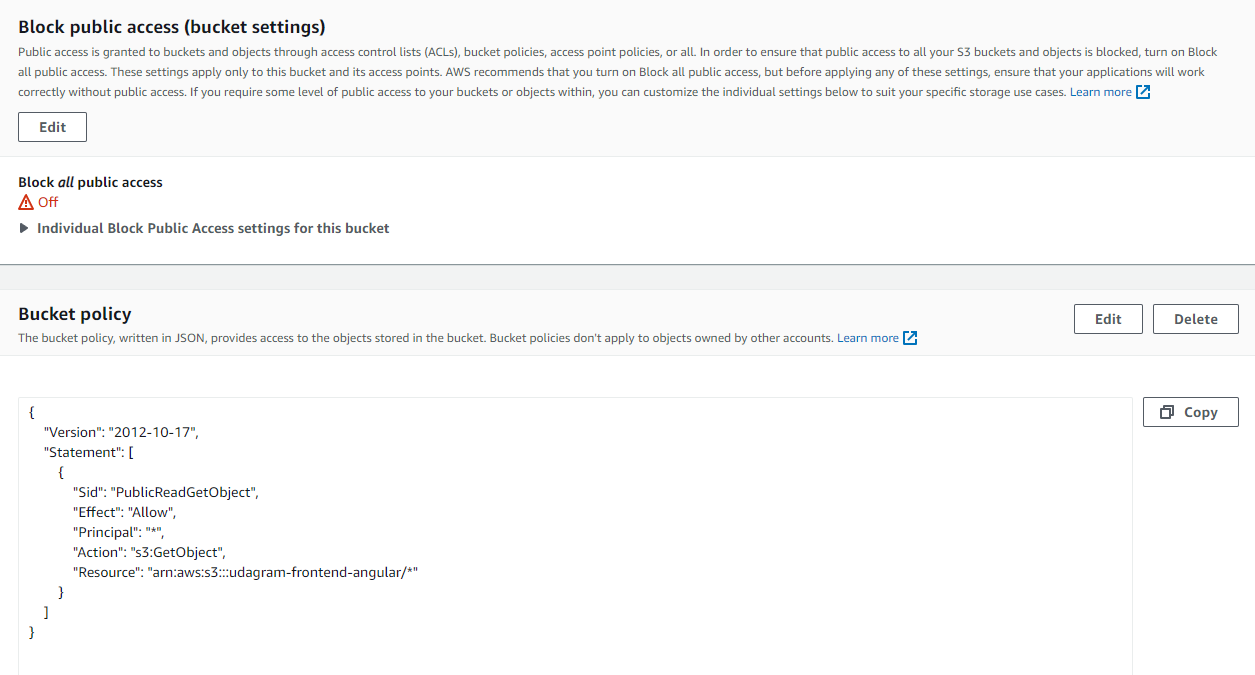 Block public access (bucket settings)
Public access is granted to buckets and objects through access control lists (ACLs), bucket policies, access point policies, or all. In order to ensure that public access to all your S3 buckets and objects is blocked, turn on Block
all public access. These settings apply only to this bucket and its access points. AWS recommends that you turn on Block all public access, but before applying any of these settings, ensure that your applications will work
correctly without public access. If you require some level of public access to your buckets or objects within, you can customize the individual settings below to suit your specific storage use cases. Learn more
Edit
Block all public access
Off
Individual Block Public Access settings for this bucket
Bucket policy
Edit
Delete
The bucket policy, written in JSON, provides access to the objects stored in the bucket. Bucket policies don't apply to objects owned by other accounts. Learn more
Copy
{
    "Version": "2012-10-17",
    "Statement": [
        {
            "Sid": "PublicReadGetObject",
            "Effect": "Allow",
            "Principal": "*",
            "Action": "s3:GetObject",
            "Resource": "arn:aws:s3:::udagram-frontend-angular/*"
        }
    ]
}